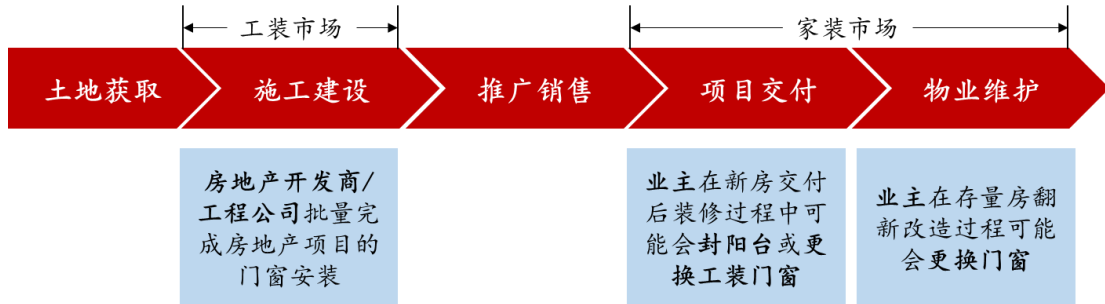 工装市场
家装市场
土地获取
施工建设
推广销售
项目交付
物业维护
房地产开发商/
工程公司批量完
成房地产项目的
门窗安装
业主在新房交付
后装修过程中可
能会封阳台或更
换工装门窗
业主在存量房翻
新改造过程可能
会更换门窗